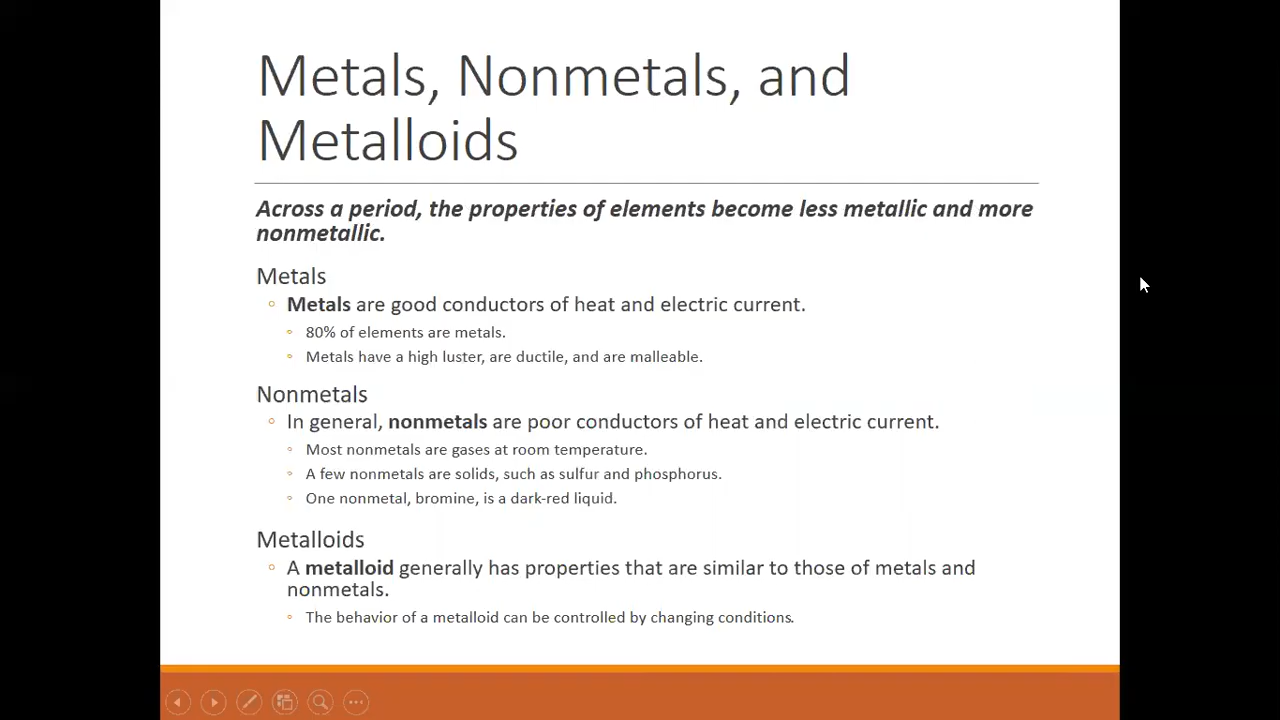 Metals, Nonmetals, and
Metalloids
Across a period, the properties of elements become less metallic and more
nonmetallic.
Metals
◦ Metals are good conductors of heat and electric current.
◦ 80% of elements are metals.
◦ Metals have a high luster, are ductile, and are malleable.
Nonmetals
◦ In general, nonmetals are poor conductors of heat and electric current.
◦ Most nonmetals are gases at room temperature.
◦ A few nonmetals are solids, such as sulfur and phosphorus.
◦ One nonmetal, bromine, is a dark-red liquid.
Metalloids
◦ A metalloid generally has properties that are similar to those of metals and
nonmetals.
◦ The behavior of a metalloid can be controlled by changing conditions.